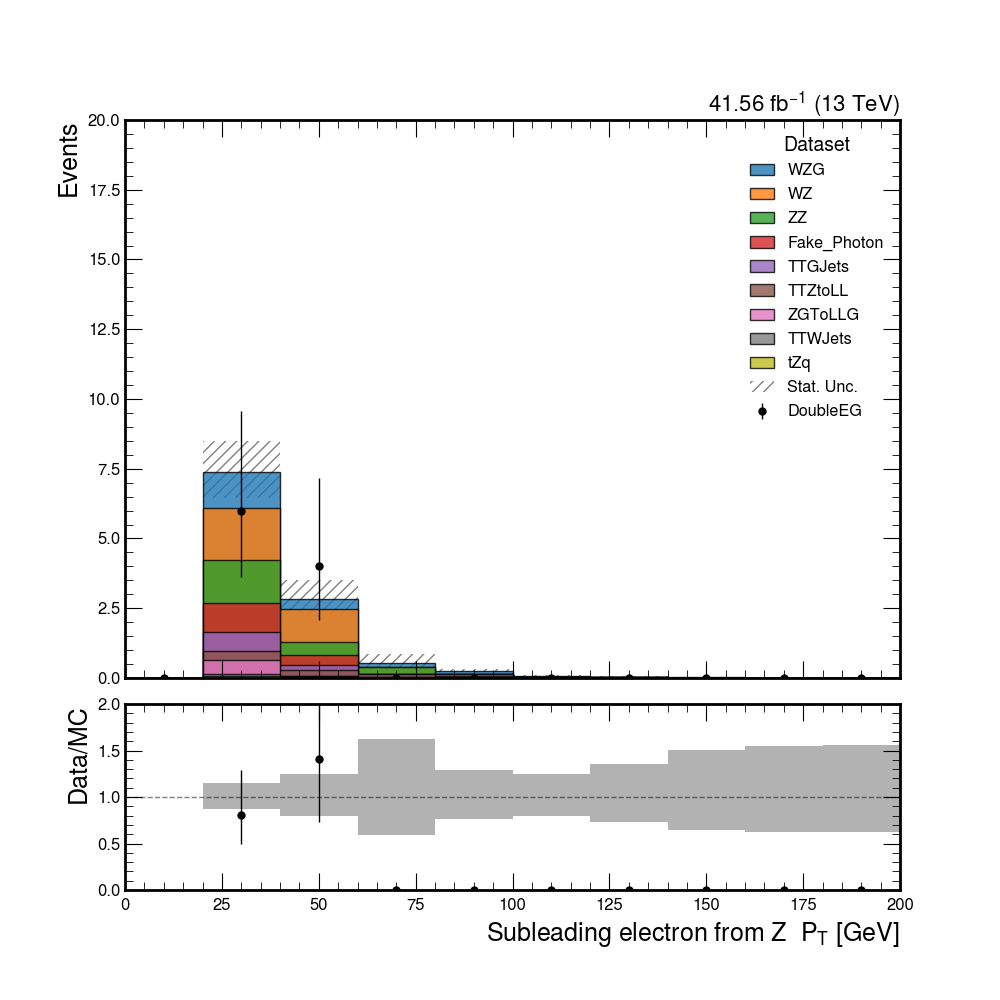 41.56 fb⁻¹ (13 TeV)
Events
20.0
17.5
15.0
12.5
10.0
7.5
5.0
2.5
0.0
Dataset
WZG
WZ
ZZ
Fake_Photon
TTGJets
TTZtoLL
ZGToLLG
TTWJets
tZq
Stat. Unc.
DoubleEG
Data/MC
2.0
1.5
1.0
0.5
0.0
0 25 50 75 100 125 150 175 200
Subleading electron from Z P_T [GeV]